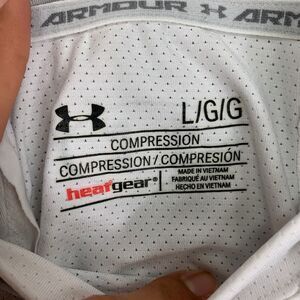 ARMOUR ARM
L/G/G
COMPRESSION
COMPRESSION / COMPRESIÓN
heatgear®
MADE IN VIETNAM
FABRIQUÉ AU VIETNAM
HECHO EN VIETNAM